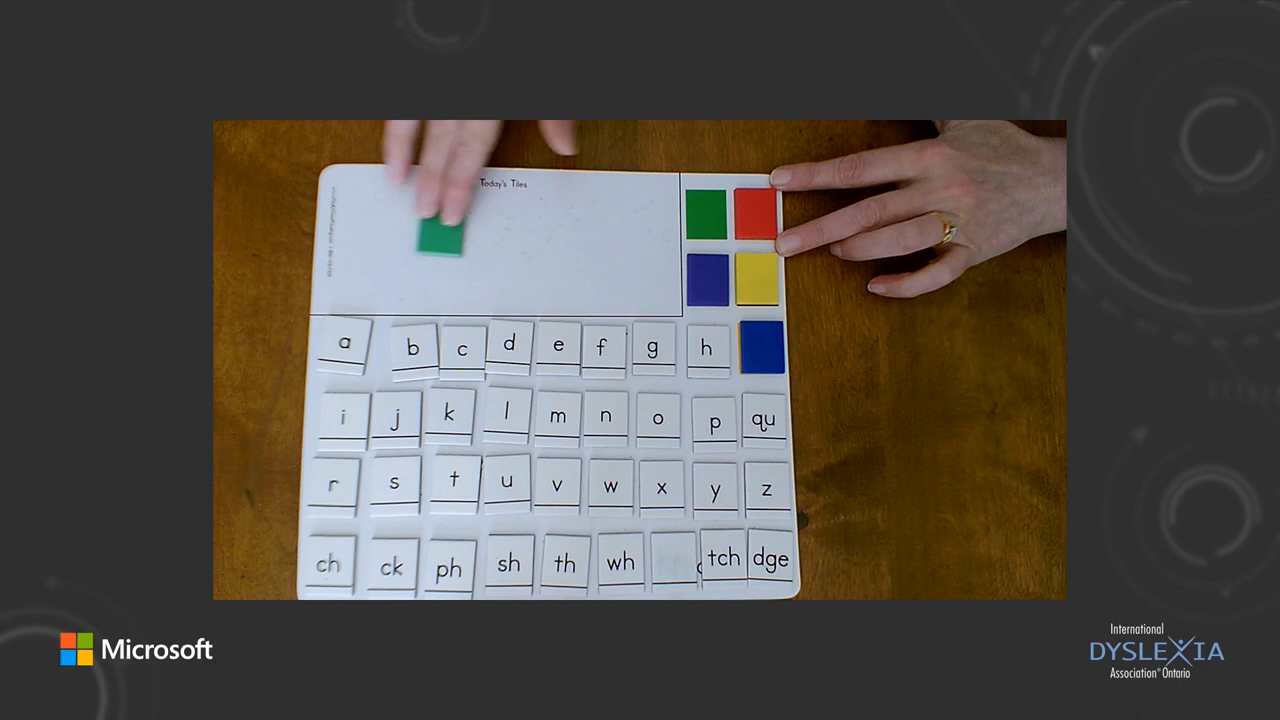 Today's Tiles
a b c d e f g h
i j k l m n o p qu
r s t u v w x y z
ch ck ph sh th wh tch dge
Microsoft
International
DYSLEXIA
Association® Ontario